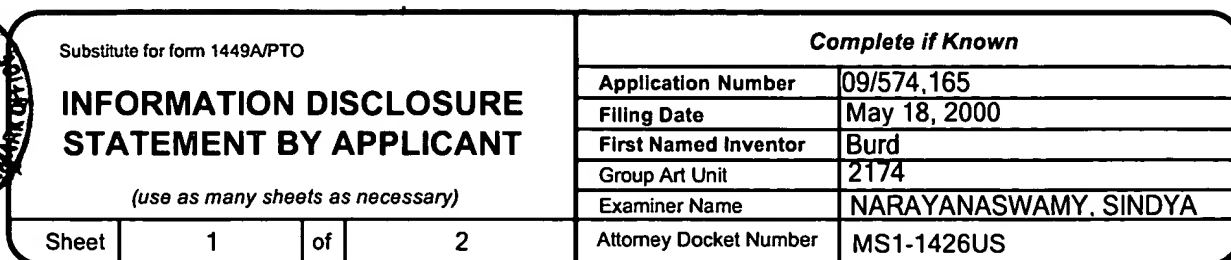 Substitute for form 1449A/PTO
INFORMATION DISCLOSURE
STATEMENT BY APPLICANT
(use as many sheets as necessary)
Sheet 1 of 2
Complete if Known
Application Number 09/574,165
Filing Date May 18, 2000
First Named Inventor Burd
Group Art Unit 2174
Examiner Name NARAYANASWAMY, SINDYA
Attorney Docket Number MS1-1426US